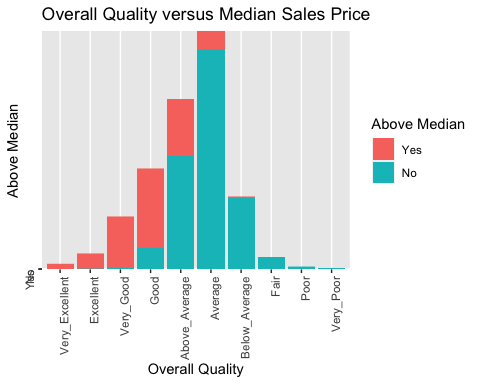 Overall Quality versus Median Sales Price
Above Median
Very_Excellent
Excellent
Very_Good
Good
Above_Average
Average
Below_Average
Fair
Poor
Very_Poor
Overall Quality
Above Median
Yes
No